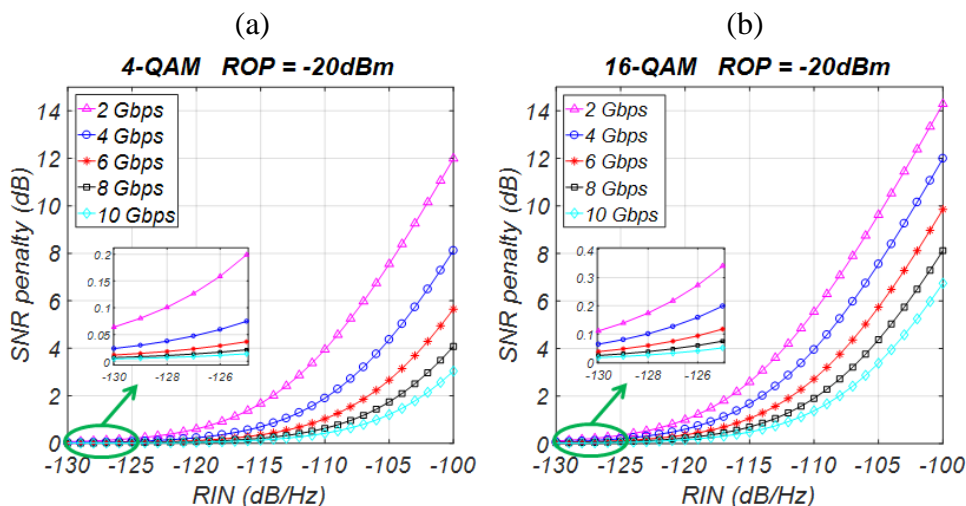 (a)
4-QAM ROP = -20dBm
SNR penalty (dB)
14
12
10
8
6
4
2
0
2 Gbps
4 Gbps
6 Gbps
8 Gbps
10 Gbps
0.2
0.15
0.1
0.05
0
-130 -128 -126
-130 -125 -120 -115 -110 -105 -100
RIN (dB/Hz)
(b)
16-QAM ROP = -20dBm
SNR penalty (dB)
14
12
10
8
6
4
2
0
2 Gbps
4 Gbps
6 Gbps
8 Gbps
10 Gbps
0.4
0.3
0.2
0.1
0
-130 -128 -126
-130 -125 -120 -115 -110 -105 -100
RIN (dB/Hz)